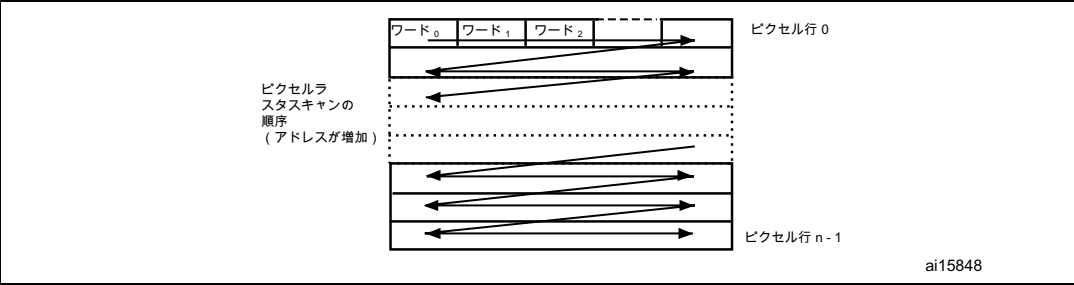 ワード 0 ワード 1 ワード 2
ピクセル行 0
ピクセルラ
スタスキャンの
順序
（アドレスが増加）
ピクセル行 n - 1
ai15848